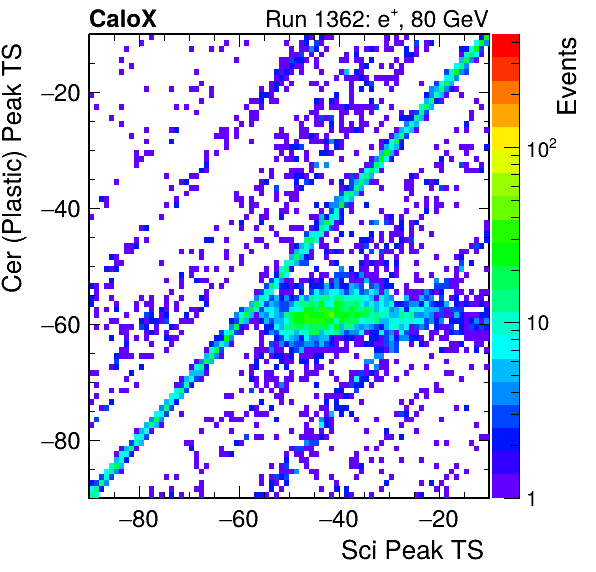 CaloX Run 1362: e+, 80 GeV
Cer (Plastic) Peak TS
−20
−40
−60
−80
−80 −60 −40 −20
Sci Peak TS
Events
10²
10
1